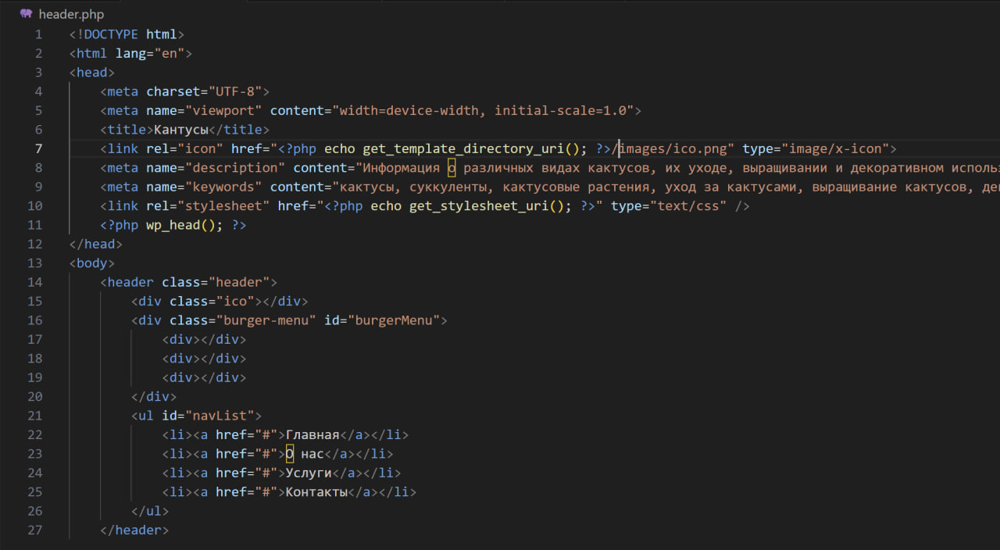 header.php
1 <!DOCTYPE html>
2 <html lang="en">
3 <head>
4 <meta charset="UTF-8">
5 <meta name="viewport" content="width=device-width, initial-scale=1.0">
6 <title>Кантусы</title>
7 <link rel="icon" href="<?php echo get_template_directory_uri(); ?>/images/ico.png" type="image/x-icon">
8 <meta name="description" content="Информация о различных видах кактусов, их уходе, выращивании и декоративном исполь
9 <meta name="keywords" content="кактусы, суккуленты, кактусовые растения, уход за кактусами, выращивание кактусов, де
10 <link rel="stylesheet" href="<?php echo get_stylesheet_uri(); ?>" type="text/css" />
11 <?php wp_head(); ?>
12 </head>
13 <body>
14 <header class="header">
15 <div class="ico"></div>
16 <div class="burger-menu" id="burgerMenu">
17 <div></div>
18 <div></div>
19 <div></div>
20 </div>
21 <ul id="navList">
22 <li><a href="#">Главная</a></li>
23 <li><a href="#">О нас</a></li>
24 <li><a href="#">Услуги</a></li>
25 <li><a href="#">Контакты</a></li>
26 </ul>
27 </header>